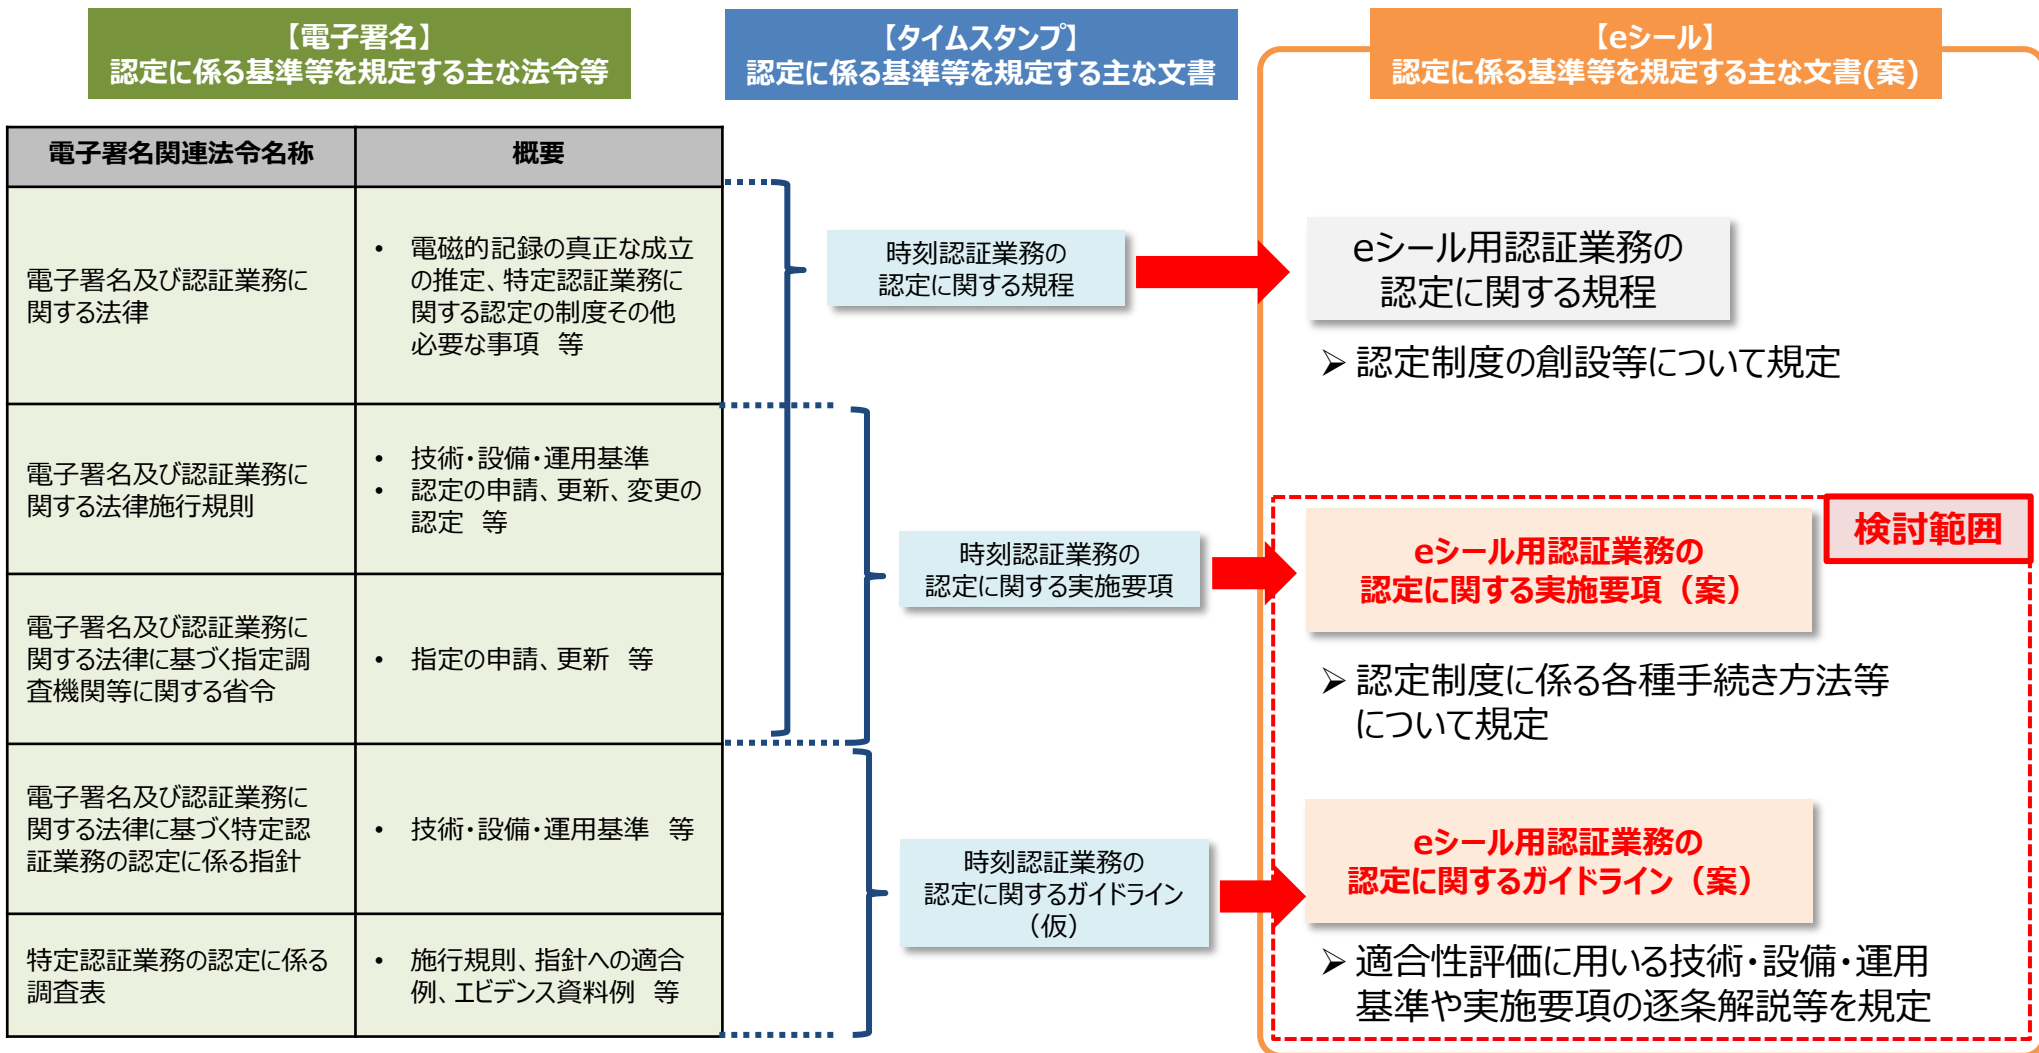 【電子署名】
認定に係る基準等を規定する主な法令等
【タイムスタンプ】
認定に係る基準等を規定する主な文書
【eシール】
認定に係る基準等を規定する主な文書(案)
電子署名関連法令名称
概要
電子署名及び認証業務に
関する法律
• 電磁的記録の真正な成立
の推定、特定認証業務に
関する認定の制度その他
必要な事項 等
電子署名及び認証業務に
関する法律施行規則
• 技術・設備・運用基準
• 認定の申請、更新、変更の
認定 等
電子署名及び認証業務に
関する法律に基づく指定調
査機関等に関する省令
• 指定の申請、更新 等
電子署名及び認証業務に
関する法律に基づく特定認
証業務の認定に係る指針
• 技術・設備・運用基準 等
特定認証業務の認定に係る
調査表
• 施行規則、指針への適合
例、エビデンス資料例 等
時刻認証業務の
認定に関する規程
時刻認証業務の
認定に関する実施要項
時刻認証業務の
認定に関するガイドライン
（仮）
eシール用認証業務の
認定に関する規程
➢ 認定制度の創設等について規定
検討範囲
eシール用認証業務の
認定に関する実施要項（案）
➢ 認定制度に係る各種手続き方法等
について規定
eシール用認証業務の
認定に関するガイドライン（案）
➢ 適合性評価に用いる技術・設備・運用
基準や実施要項の逐条解説等を規定